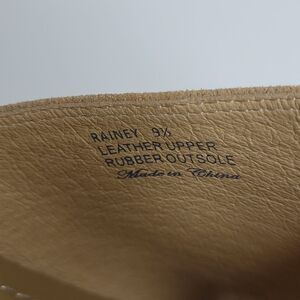 RAINEY 9½
LEATHER UPPER
RUBBER OUTSOLE
Made in China